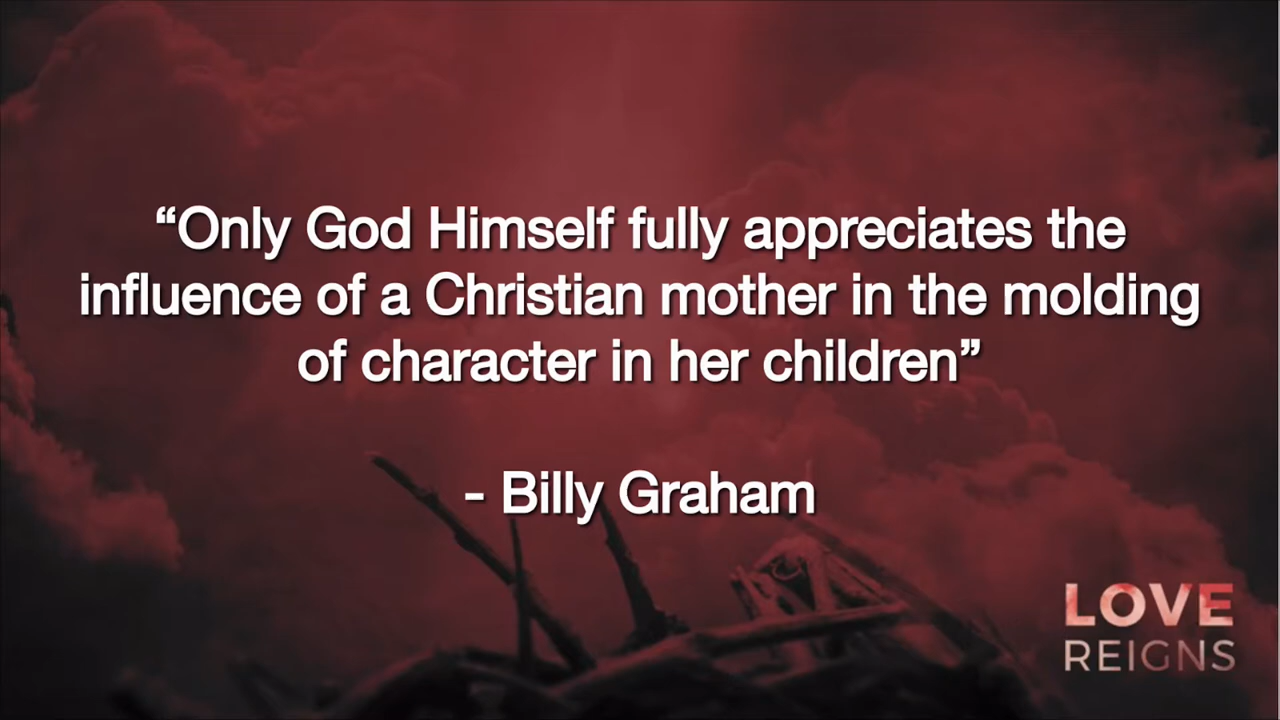 “Only God Himself fully appreciates the
influence of a Christian mother in the molding
of character in her children”
- Billy Graham
LOVE
REIGNS